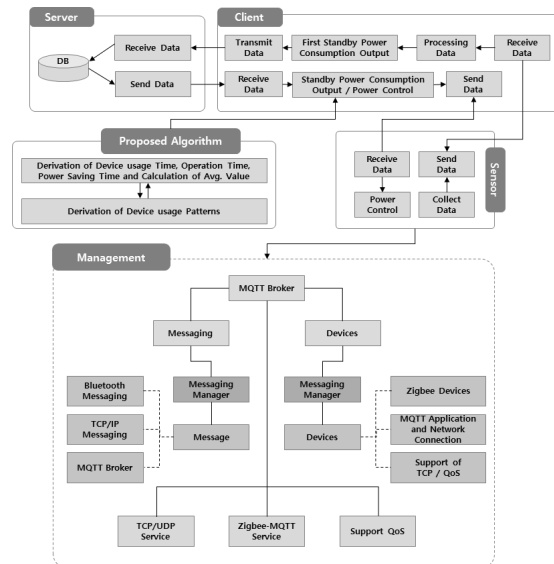 Server
Client
Receive Data
DB
Send Data
Transmit
Data
First Standby Power
Consumption Output
Processing
Data
Receive
Data
Receive
Data
Standby Power Consumption
Output / Power Control
Send
Data
Proposed Algorithm
Derivation of Device usage Time, Operation Time,
Power Saving Time and Calculation of Avg. Value
Derivation of Device usage Patterns
Receive
Data
Send
Data
Power
Control
Collect
Data
Sensor
Management
MQTT Broker
Messaging
Devices
Messaging
Manager
Messaging
Manager
Bluetooth
Messaging
TCP/IP
Messaging
MQTT Broker
Message
Devices
Zigbee Devices
MQTT Application
and Network
Connection
Support of
TCP / QoS
TCP/UDP
Service
Zigbee-MQTT
Service
Support QoS